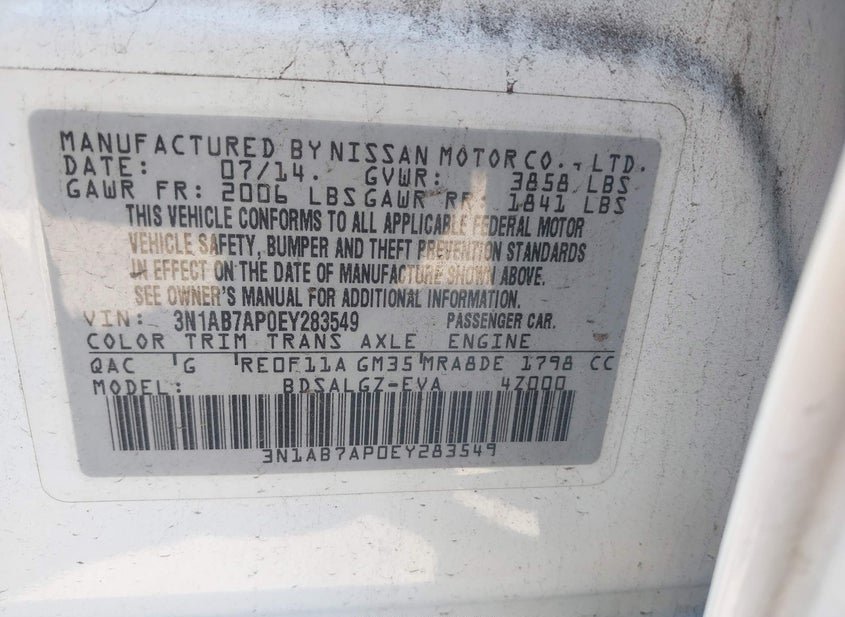 MANUFACTURED BY NISSAN MOTOR CO., LTD.
DATE: 07/14. GVWR: 3858 LBS
GAWR FR: 2006 LBS GAWR RR: 1841 LBS
THIS VEHICLE CONFORMS TO ALL APPLICABLE FEDERAL MOTOR
VEHICLE SAFETY, BUMPER AND THEFT PREVENTION STANDARDS
IN EFFECT ON THE DATE OF MANUFACTURE SHOWN ABOVE.
SEE OWNER'S MANUAL FOR ADDITIONAL INFORMATION.
VIN: 3N1AB7AP0EY283549 PASSENGER CAR.
COLOR TRIM TRANS AXLE ENGINE
QAC G RE0F11A GM35 MRA8DE 1798 CC
MODEL: BDSALGZ-EVA 4Z000
3N1AB7AP0EY283549